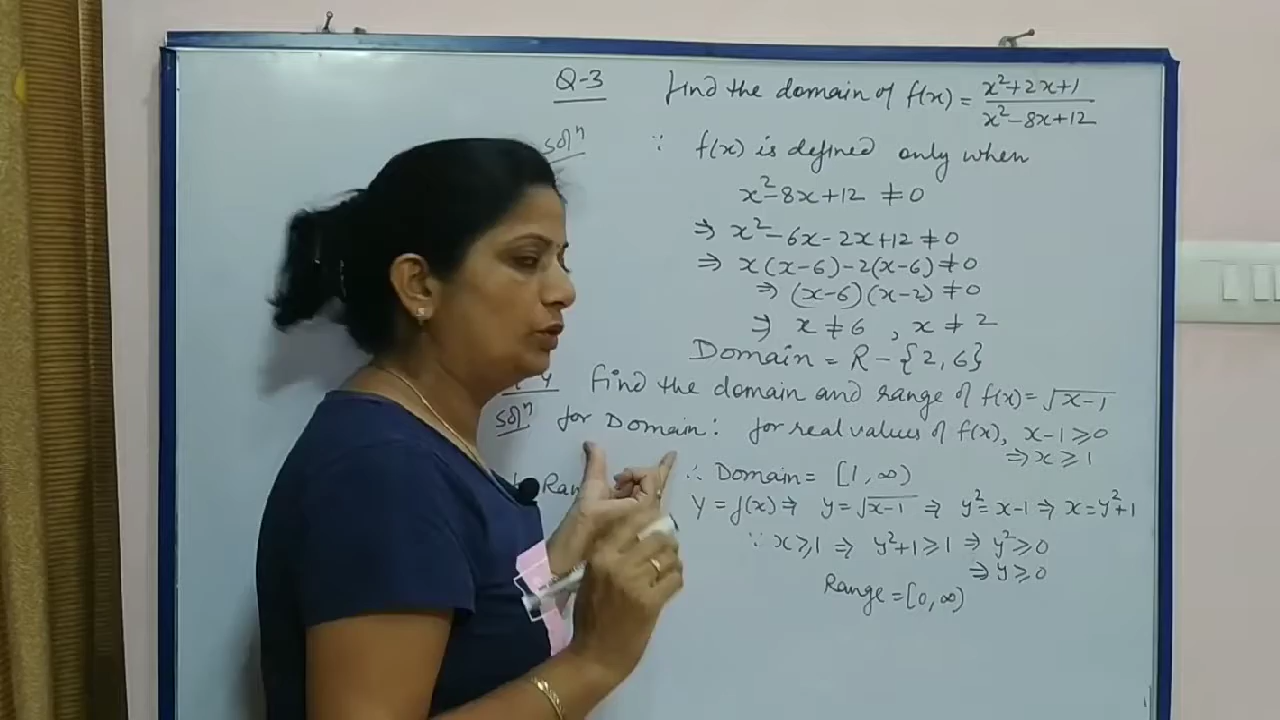 Q-3 find the domain of f(x) = x²+2x+1 / x²-8x+12
solⁿ ∵ f(x) is defined only when
x²-8x+12 ≠0
⇒ x²-6x-2x+12 ≠0
⇒ x(x-6)-2(x-6)≠0
⇒ (x-6)(x-2) ≠0
⇒ x ≠6 , x ≠ 2
Domain = R-{2,6}
4 find the domain and range of f(x)=√x-1
solⁿ for Domain: for real values of f(x), x-1≥0
⇒x≥1
∴ Domain= [1,∞)
Y=f(x)⇒ y=√x-1 ⇒ y²=x-1⇒ x=y²+1
∵ x≥1 ⇒ y²+1≥1 ⇒ y²≥0
⇒y≥0
Range=[0,∞)